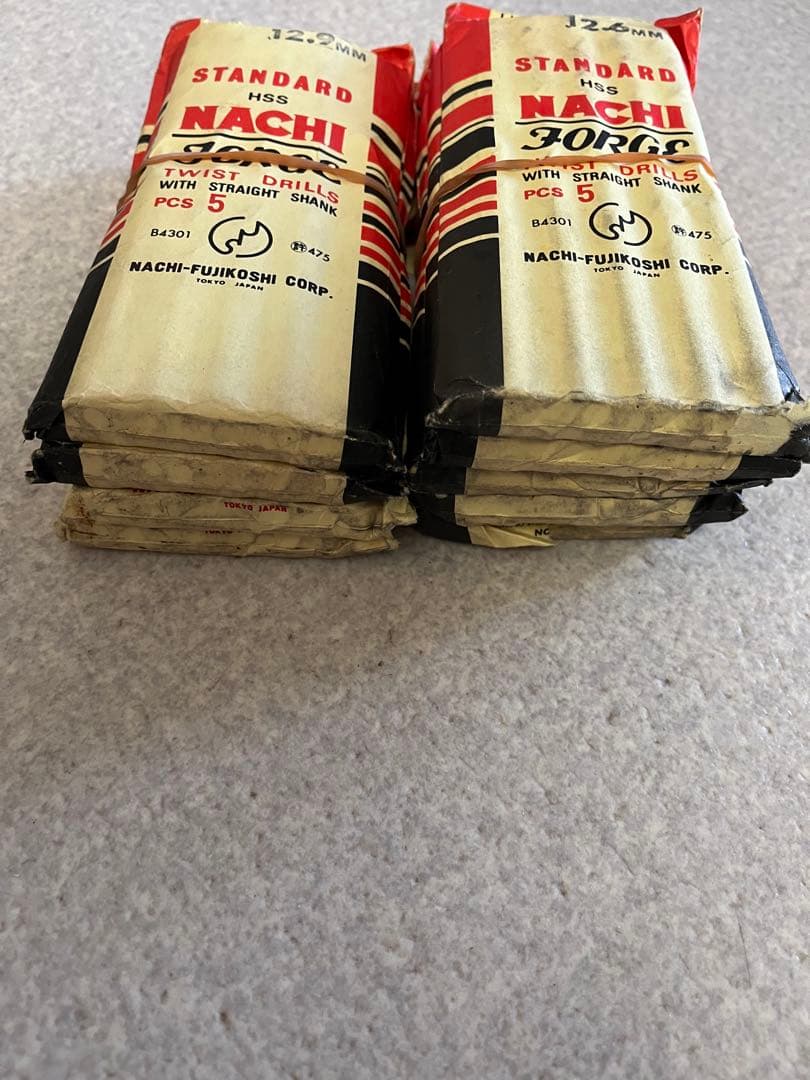 12.9MM
STANDARD
HSS
NACHI
FORGE
TWIST DRILLS
WITH STRAIGHT SHANK
PCS 5
B4301
475
NACHI-FUJIKOSHI CORP.
TOKYO JAPAN
TOKYO JAPAN
TOKYO
12.6MM
STANDARD
HSS
NACHI
FORGE
TWIST DRILLS
WITH STRAIGHT SHANK
PCS 5
B4301
475
NACHI-FUJIKOSHI CORP.
TOKYO JAPAN